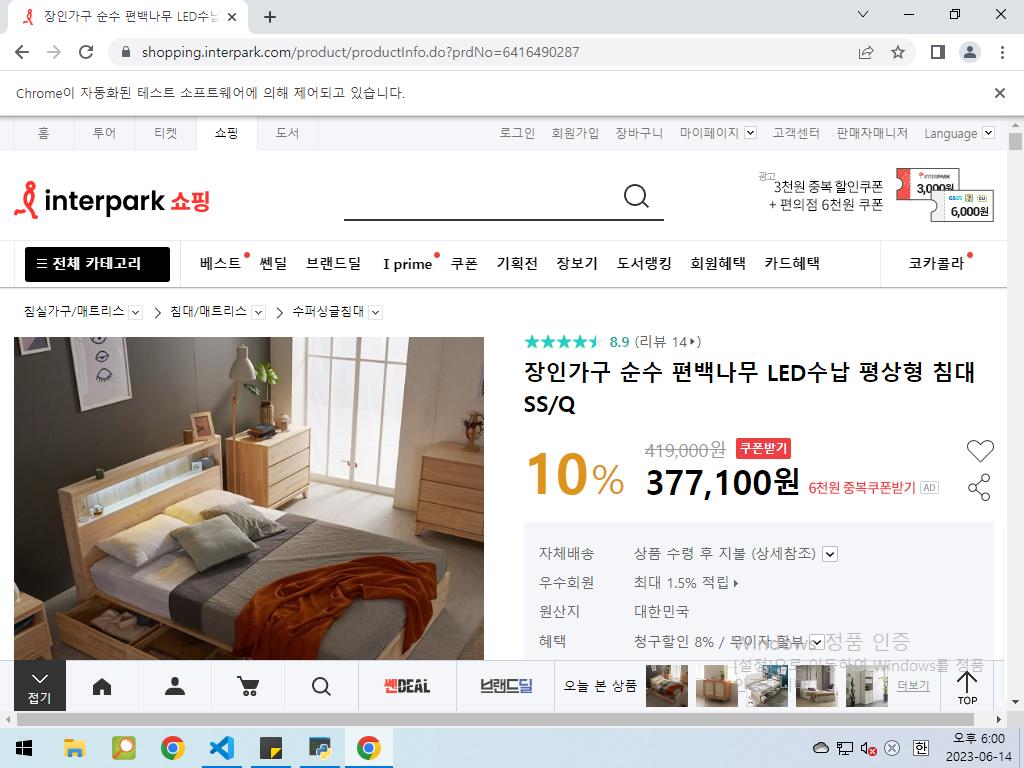 장인가구 순수 편백나무 LED수납
shopping.interpark.com/product/productInfo.do?prdNo=6416490287
Chrome이 자동화된 테스트 소프트웨어에 의해 제어되고 있습니다.
홈 투어 티켓 쇼핑 도서 로그인 회원가입 장바구니 마이페이지 고객센터 판매자매니저 Language
interpark 쇼핑
광고
3천원 중복 할인쿠폰
+ 편의점 6천원 쿠폰
INTERPARK
3,000원
GS25 CU
6,000원
전체 카테고리 베스트 쎈딜 브랜드딜 I prime 쿠폰 기획전 장보기 도서랭킹 회원혜택 카드혜택 코카콜라
침실가구/매트리스 침대/매트리스 수퍼싱글침대
8.9 (리뷰 14)
장인가구 순수 편백나무 LED수납 평상형 침대
SS/Q
10% 419,000원 쿠폰받기
377,100원 6천원 중복쿠폰받기 AD
자체배송 상품 수령 후 지불 (상세참조)
우수회원 최대 1.5% 적립
원산지 대한민국
혜택 청구할인 8% / 무이자 할부
Windows 정품 인증
[설정]으로 이동하여 Windows를 정품
접기 쎈DEAL 브랜드딜 오늘 본 상품 더보기 TOP
한
오후 6:00
2023-06-14